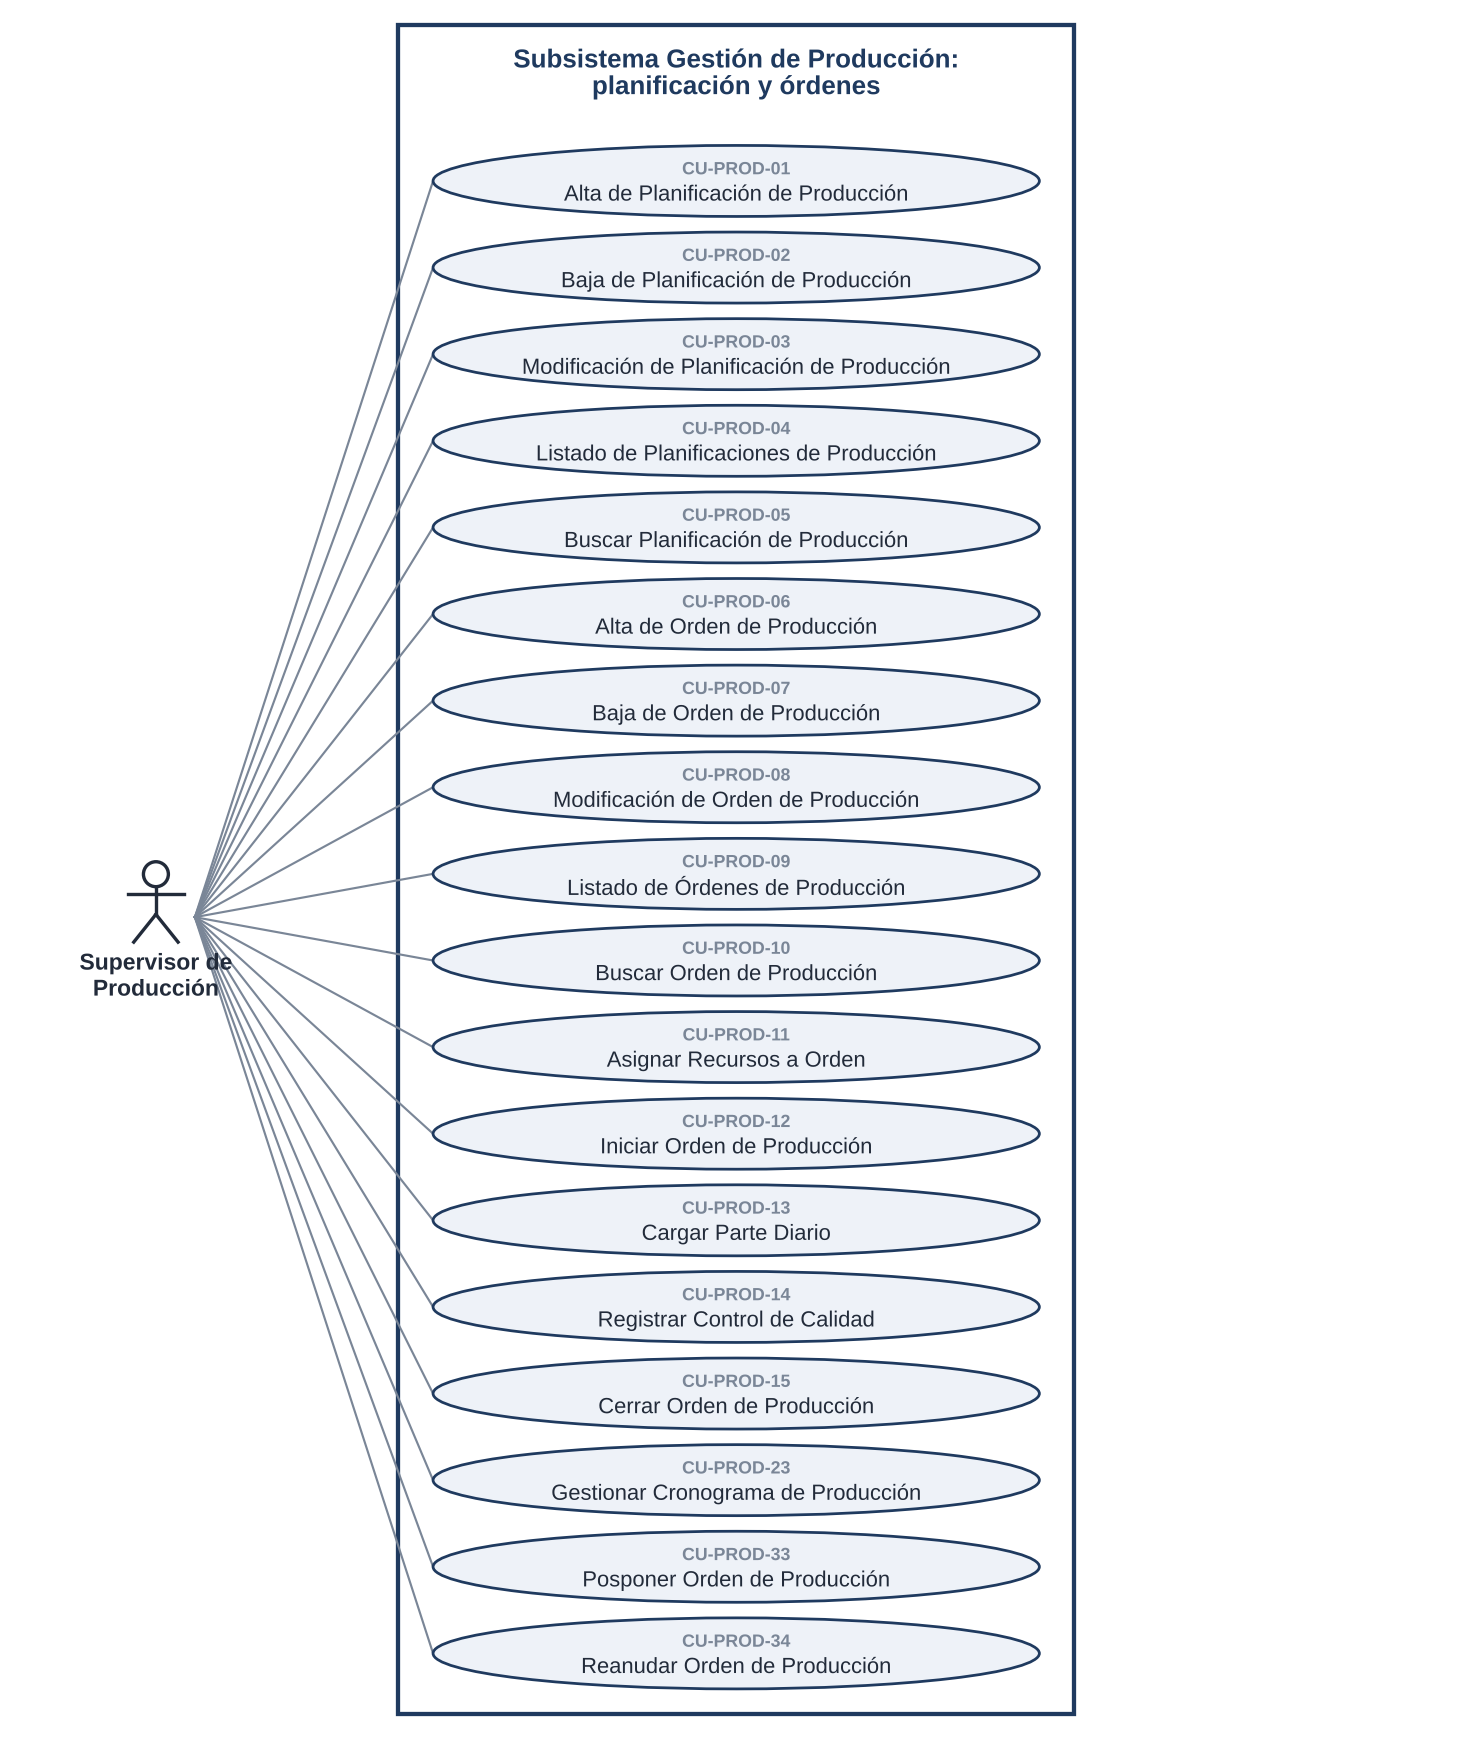 Subsistema Gestión de Producción:
planificación y órdenes
CU-PROD-01
Alta de Planificación de Producción
CU-PROD-02
Baja de Planificación de Producción
CU-PROD-03
Modificación de Planificación de Producción
CU-PROD-04
Listado de Planificaciones de Producción
CU-PROD-05
Buscar Planificación de Producción
CU-PROD-06
Alta de Orden de Producción
CU-PROD-07
Baja de Orden de Producción
CU-PROD-08
Modificación de Orden de Producción
CU-PROD-09
Listado de Órdenes de Producción
CU-PROD-10
Buscar Orden de Producción
Supervisor de
Producción
CU-PROD-11
Asignar Recursos a Orden
CU-PROD-12
Iniciar Orden de Producción
CU-PROD-13
Cargar Parte Diario
CU-PROD-14
Registrar Control de Calidad
CU-PROD-15
Cerrar Orden de Producción
CU-PROD-23
Gestionar Cronograma de Producción
CU-PROD-33
Posponer Orden de Producción
CU-PROD-34
Reanudar Orden de Producción